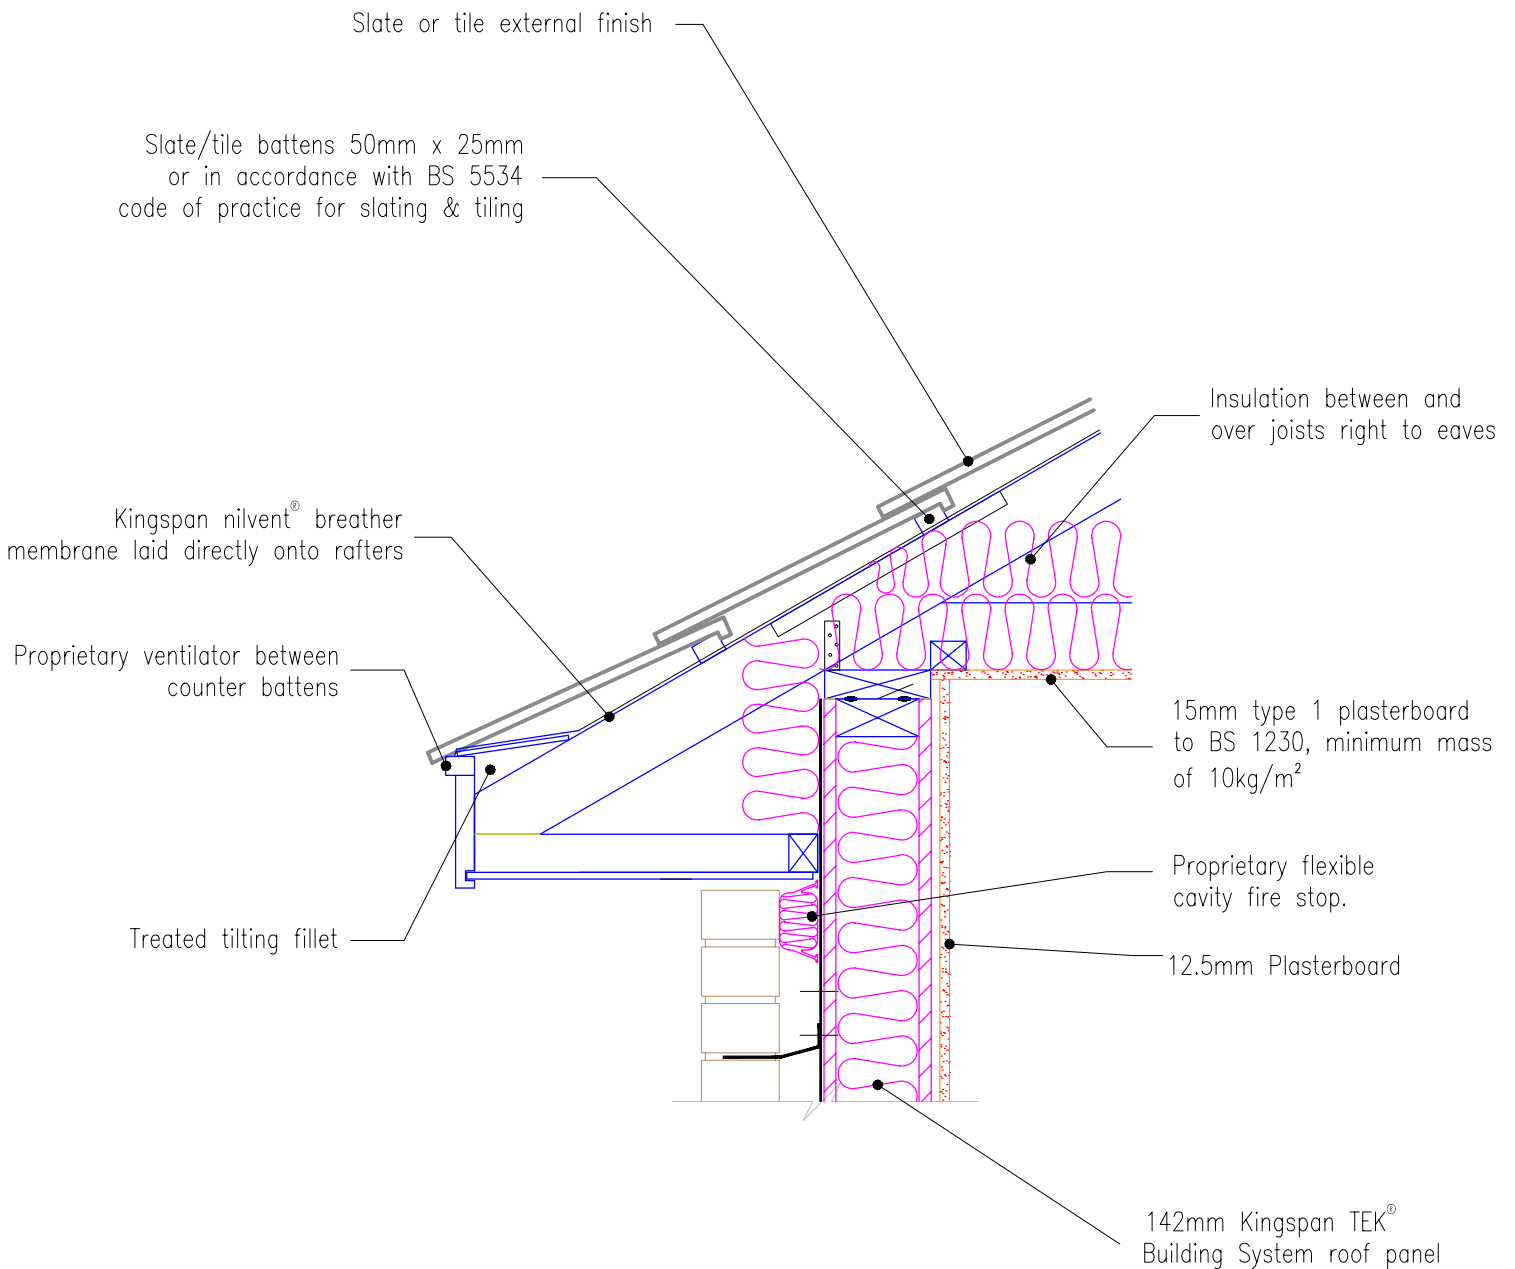 Slate or tile external finish
Slate/tile battens 50mm x 25mm
or in accordance with BS 5534
code of practice for slating & tiling
Insulation between and
over joists right to eaves
Kingspan nilvent® breather
membrane laid directly onto rafters
Proprietary ventilator between
counter battens
15mm type 1 plasterboard
to BS 1230, minimum mass
of 10kg/m²
Proprietary flexible
cavity fire stop.
Treated tilting fillet
12.5mm Plasterboard
142mm Kingspan TEK®
Building System roof panel